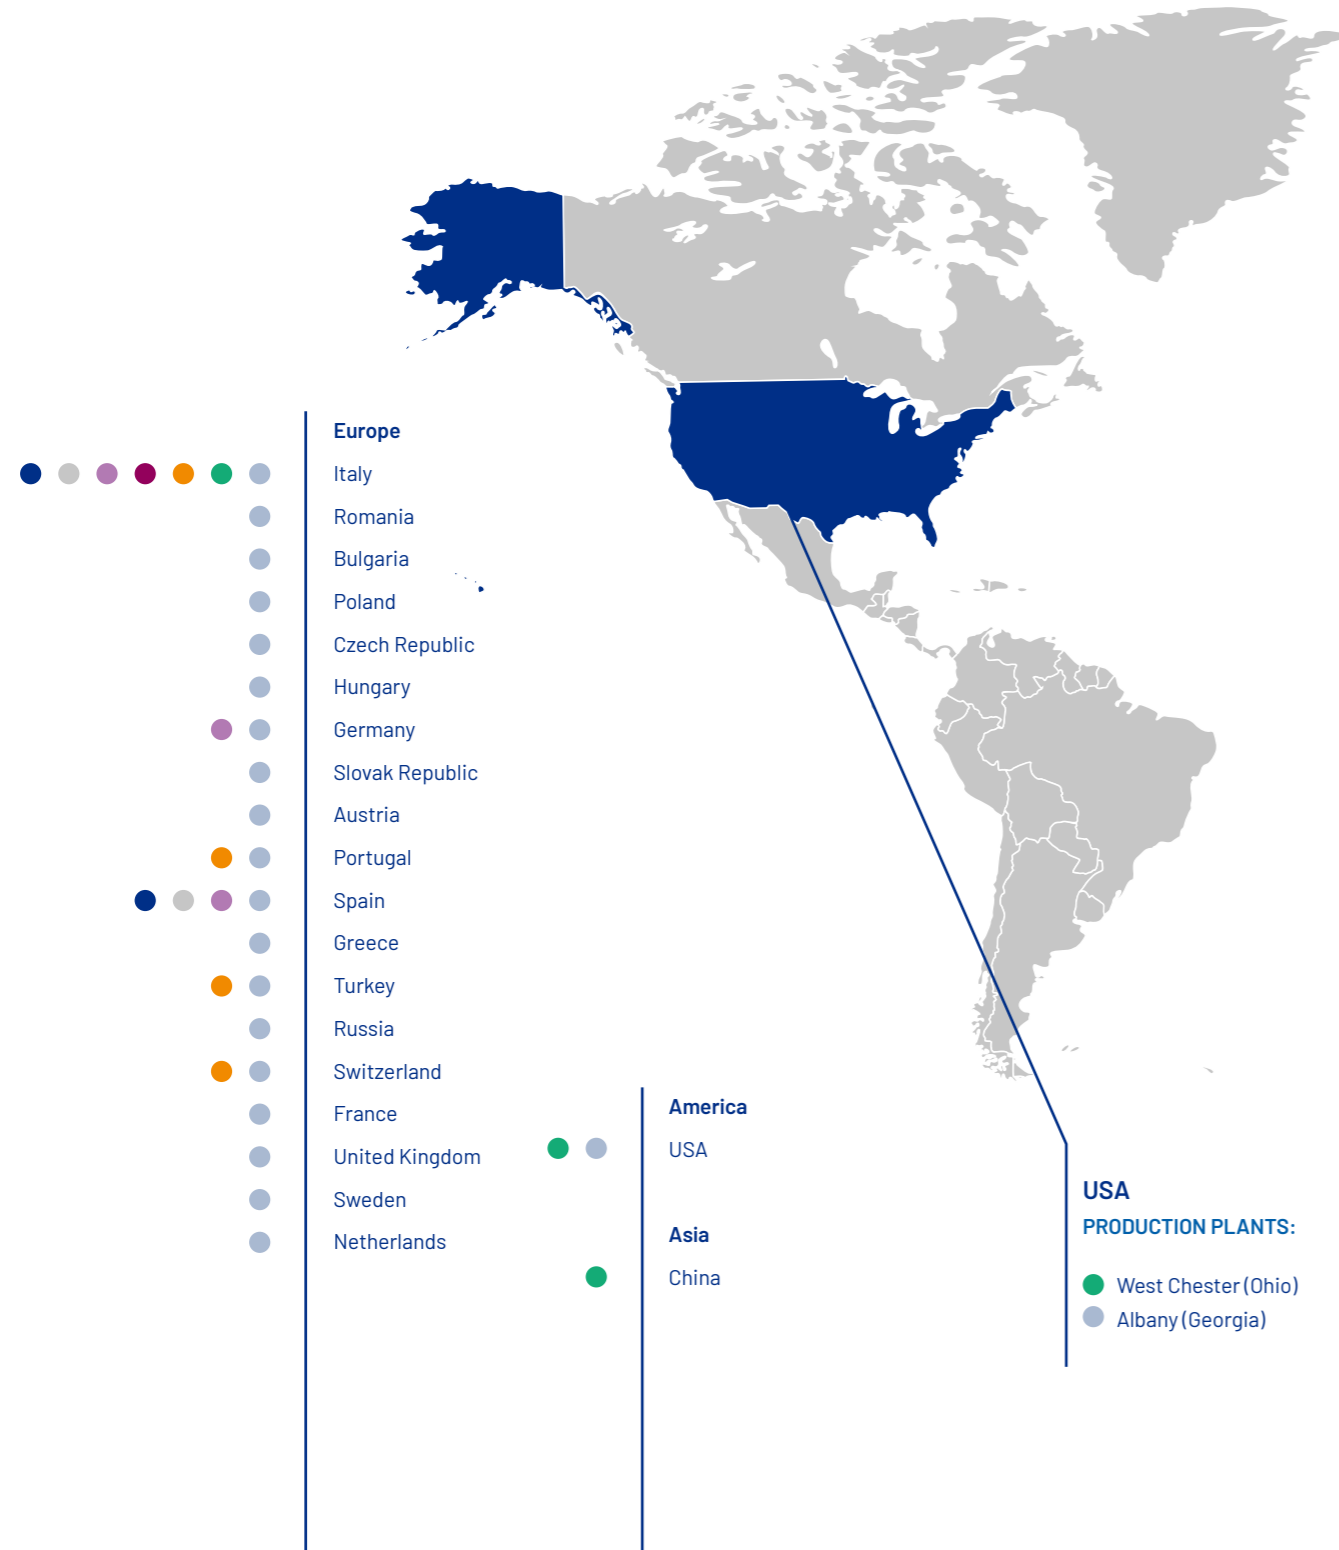 Europe
Italy
Romania
Bulgaria
Poland
Czech Republic
Hungary
Germany
Slovak Republic
Austria
Portugal
Spain
Greece
Turkey
Russia
Switzerland
France
United Kingdom
Sweden
Netherlands
America
USA
Asia
China
USA
PRODUCTION PLANTS:
West Chester (Ohio)
Albany (Georgia)